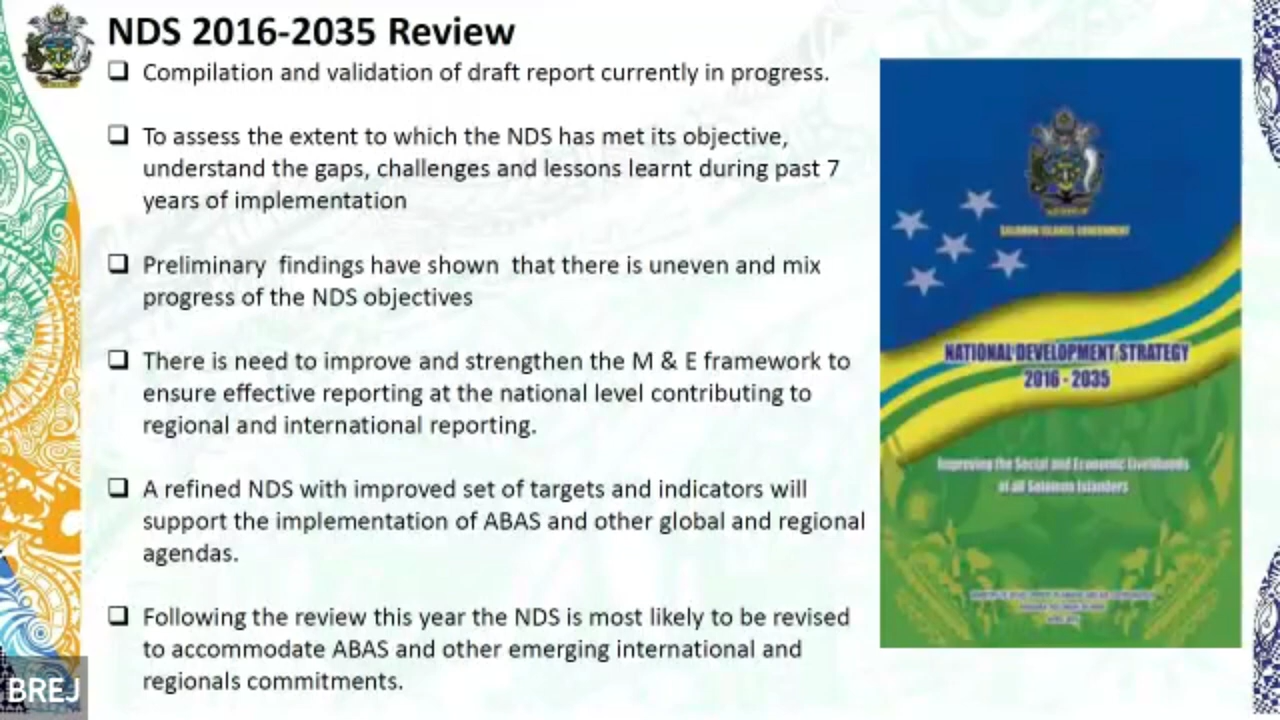 NDS 2016-2035 Review
❑ Compilation and validation of draft report currently in progress.
❑ To assess the extent to which the NDS has met its objective,
understand the gaps, challenges and lessons learnt during past 7
years of implementation
❑ Preliminary findings have shown that there is uneven and mix
progress of the NDS objectives
❑ There is need to improve and strengthen the M & E framework to
ensure effective reporting at the national level contributing to
regional and international reporting.
❑ A refined NDS with improved set of targets and indicators will
support the implementation of ABAS and other global and regional
agendas.
❑ Following the review this year the NDS is most likely to be revised
to accommodate ABAS and other emerging international and
regionals commitments.
SOLOMON ISLANDS GOVERNMENT
NATIONAL DEVELOPMENT STRATEGY
2016 - 2035
Improving the Social and Economic Livelihoods
of all Solomon Islanders
BREJ